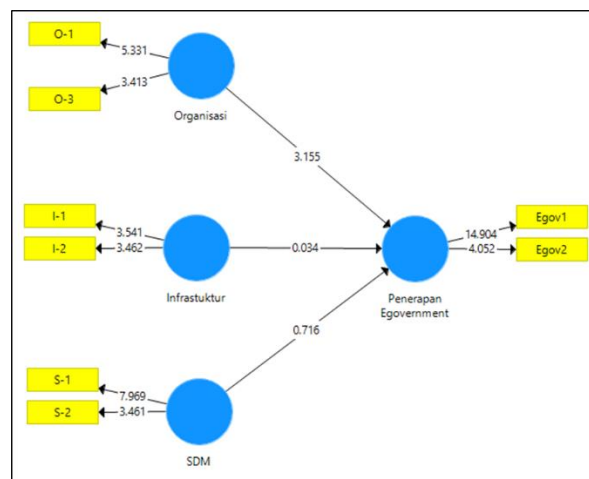 O-1
5.331
3.413
O-3
Organisasi
3.155
I-1
3.541
I-2
3.462
0.034
Infrastuktur
Egov1
14.904
4.052
Egov2
Penerapan
Egovernment
0.716
S-1
7.969
S-2
3.461
SDM